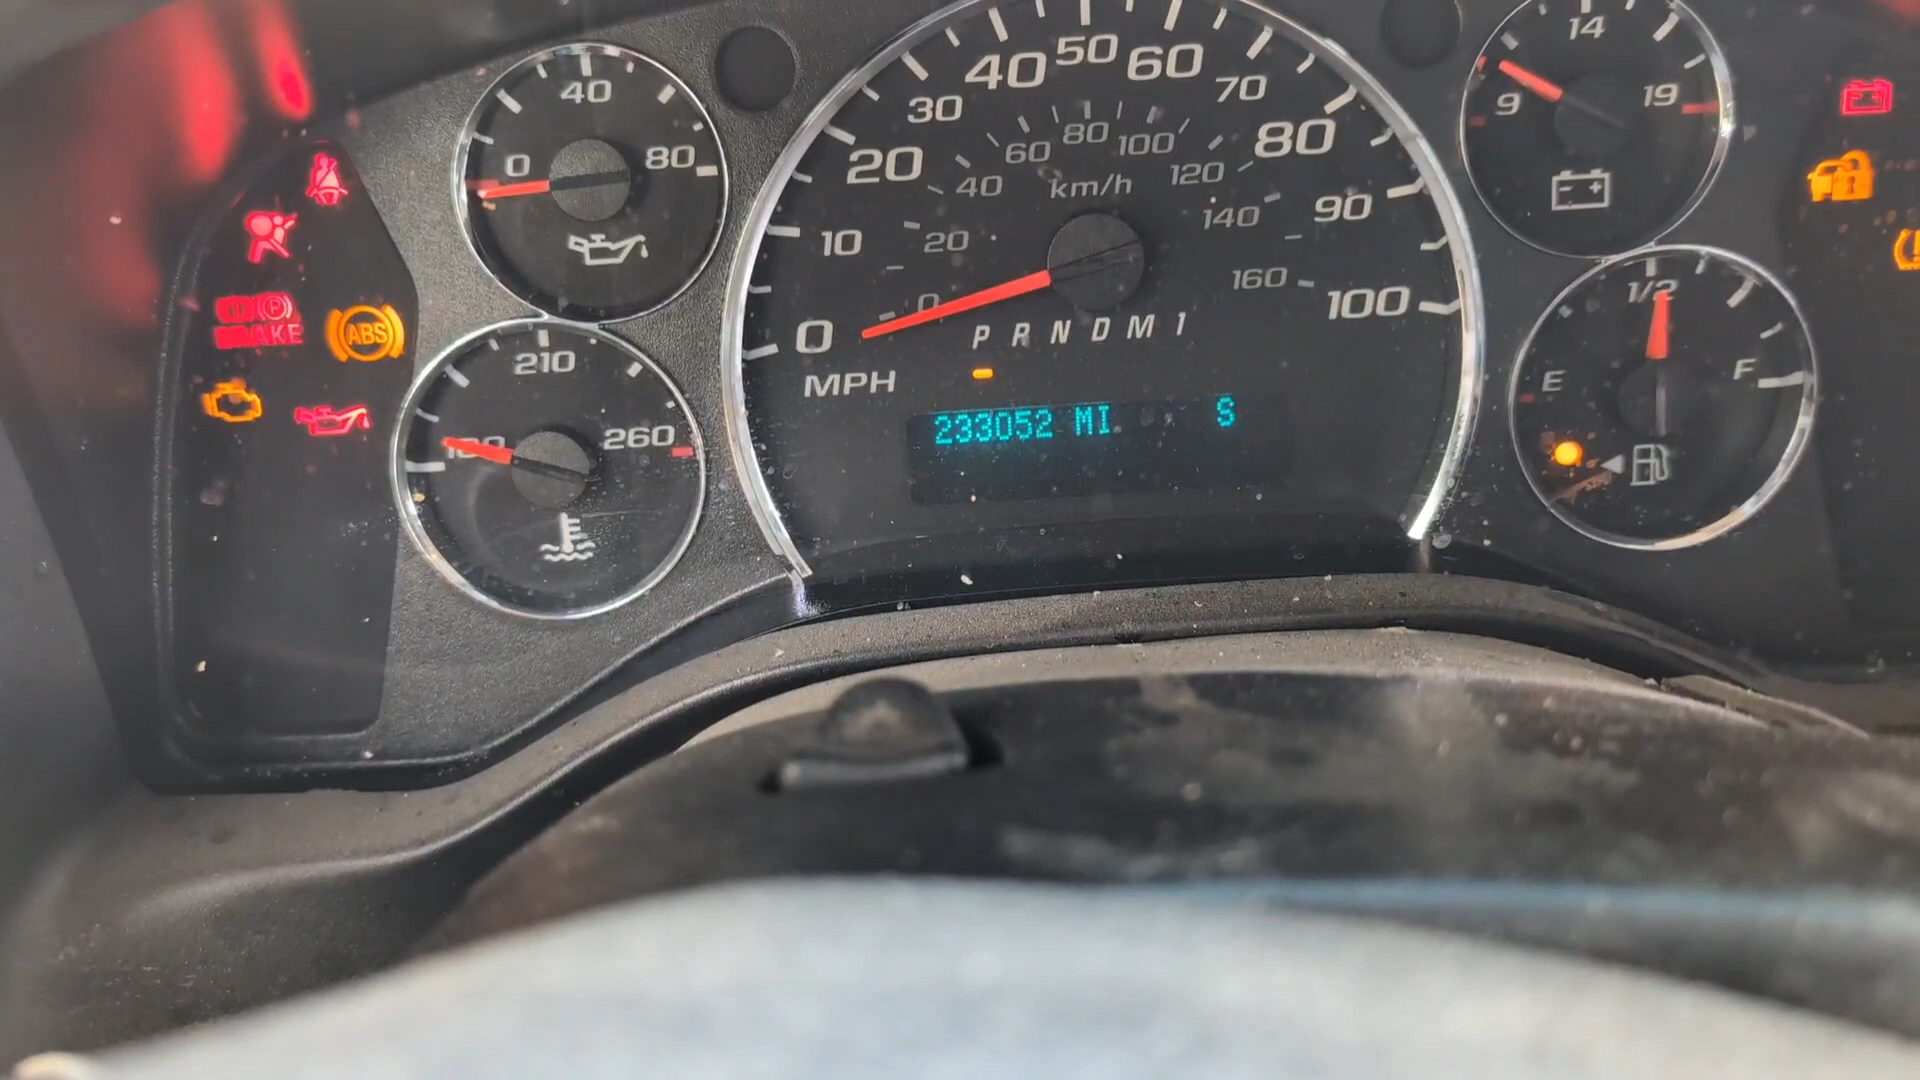 40
0 80
BRAKE
ABS
210
260
0 10 20 30 40 50 60 70 80 90 100
MPH
0 20 40 60 80 100 120 140 160
km/h
P R N D M 1
233052 MI S
9 14 19
E 1/2 F